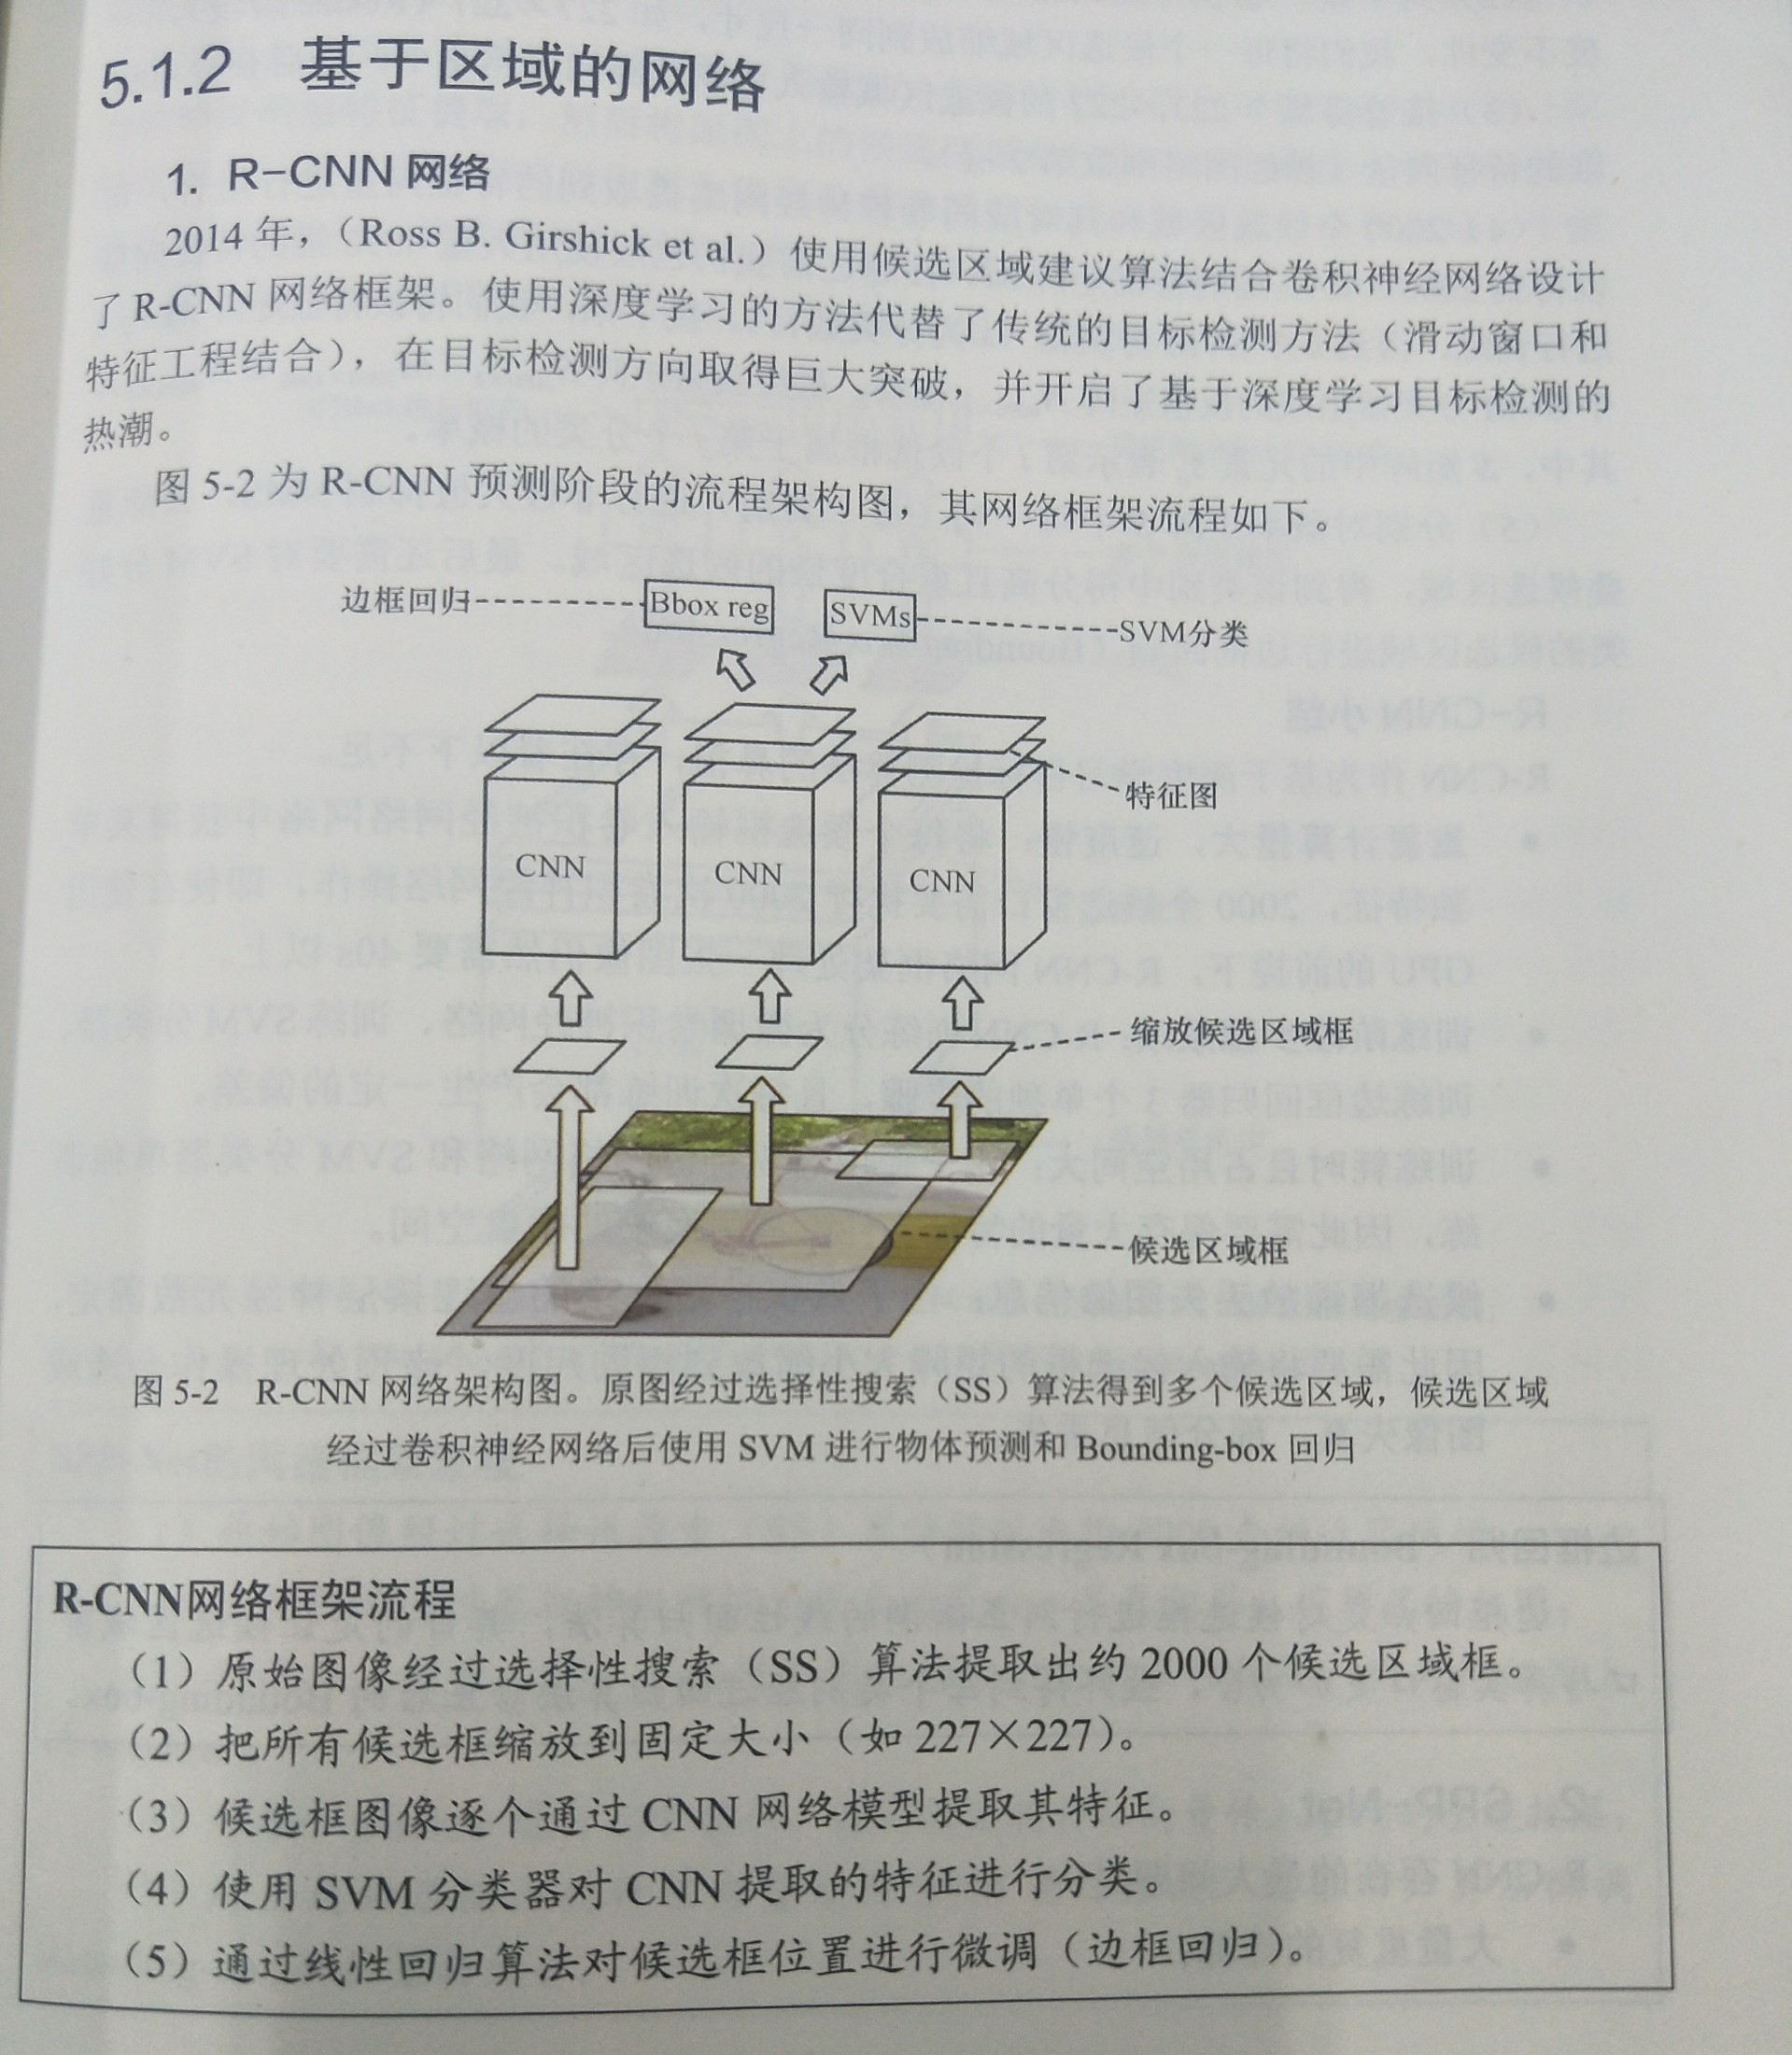 5.1.2 基于区域的网络
1. R-CNN 网络
2014 年，（Ross B. Girshick et al.）使用候选区域建议算法结合卷积神经网络设计
了 R-CNN 网络框架。使用深度学习的方法代替了传统的目标检测方法（滑动窗口和
特征工程结合），在目标检测方向取得巨大突破，并开启了基于深度学习目标检测的
热潮。
图 5-2 为 R-CNN 预测阶段的流程架构图，其网络框架流程如下。
边框回归 Bbox reg SVMs SVM分类
特征图
CNN CNN CNN
缩放候选区域框
候选区域框
图 5-2 R-CNN 网络架构图。原图经过选择性搜索（SS）算法得到多个候选区域，候选区域
经过卷积神经网络后使用 SVM 进行物体预测和 Bounding-box 回归
R-CNN网络框架流程
（1）原始图像经过选择性搜索（SS）算法提取出约 2000 个候选区域框。
（2）把所有候选框缩放到固定大小（如 227×227）。
（3）候选框图像逐个通过 CNN 网络模型提取其特征。
（4）使用 SVM 分类器对 CNN 提取的特征进行分类。
（5）通过线性回归算法对候选框位置进行微调（边框回归）。